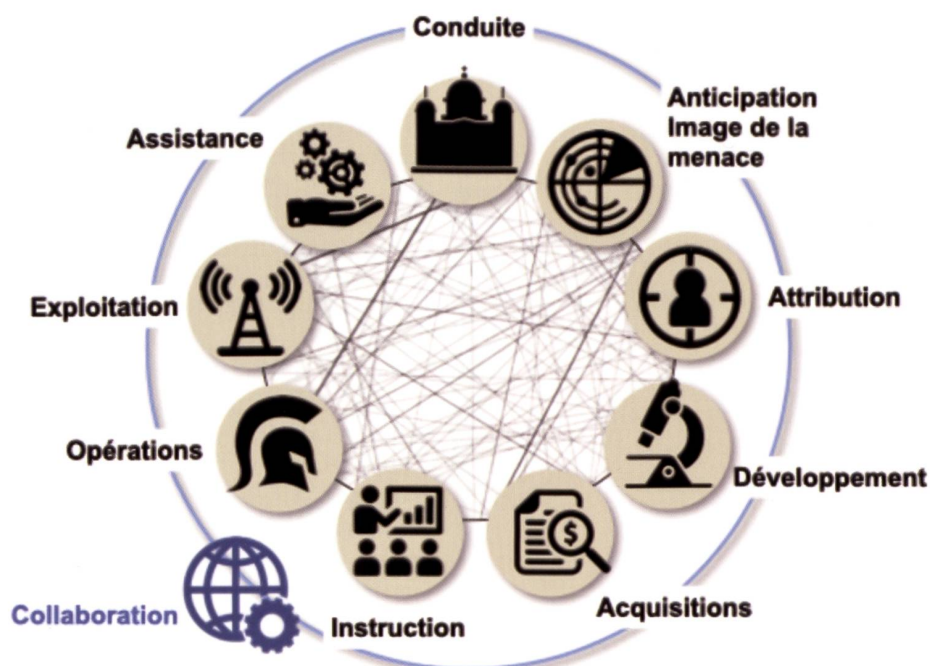 Conduite
Anticipation
Image de la
menace
Attribution
Développement
Acquisitions
Instruction
Collaboration
Opérations
Exploitation
Assistance
$